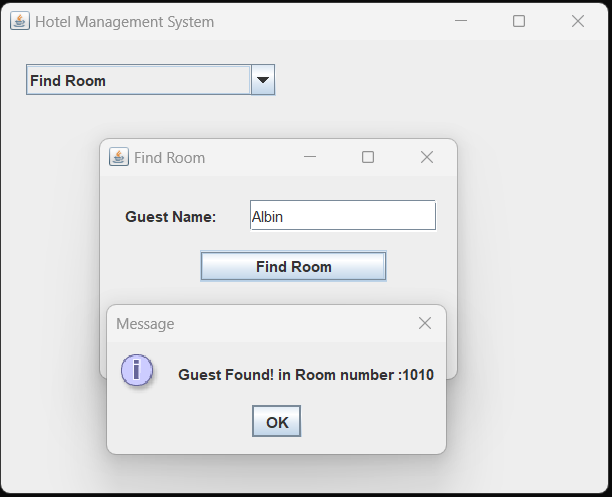 Hotel Management System
Find Room
Find Room
Guest Name: Albin
Find Room
Message
Guest Found! in Room number :1010
OK